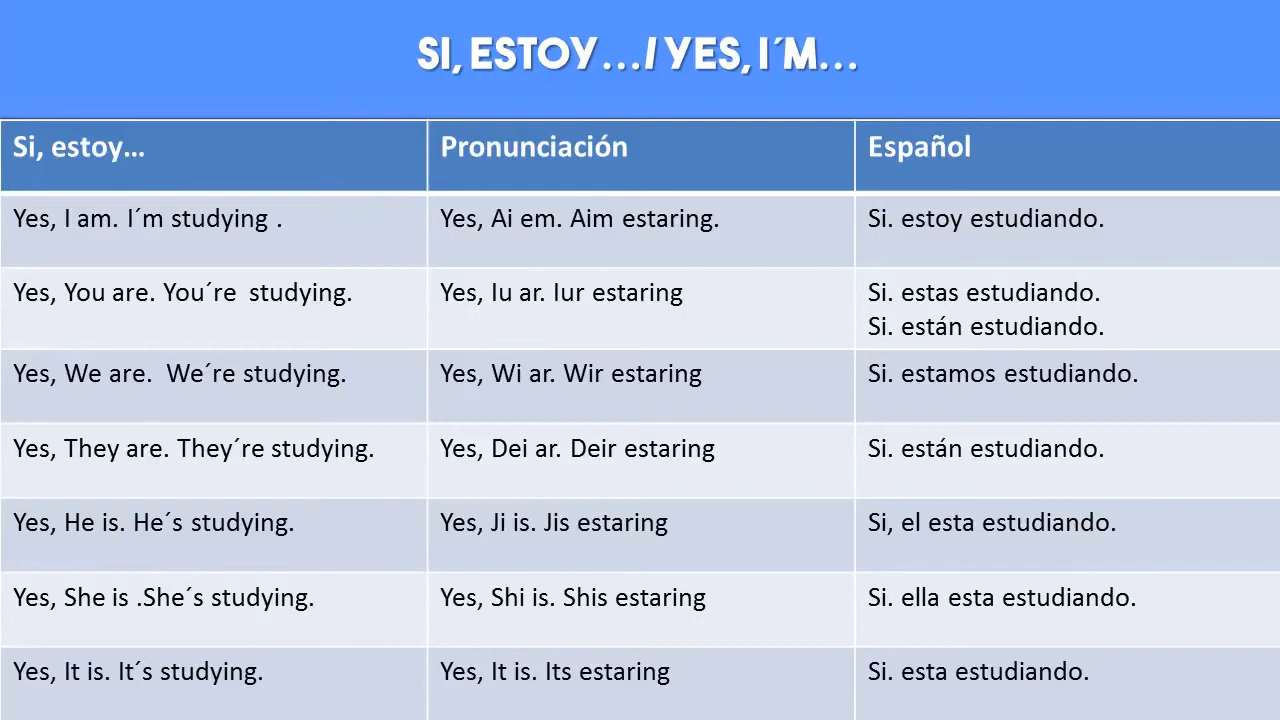 SI, ESTOY .../ YES, I´M...
Si, estoy... Pronunciación Español
Yes, I am. I´m studying . Yes, Ai em. Aim estaring. Si. estoy estudiando.
Yes, You are. You´re studying. Yes, Iu ar. Iur estaring Si. estas estudiando.
Si. están estudiando.
Yes, We are. We´re studying. Yes, Wi ar. Wir estaring Si. estamos estudiando.
Yes, They are. They´re studying. Yes, Dei ar. Deir estaring Si. están estudiando.
Yes, He is. He´s studying. Yes, Ji is. Jis estaring Si, el esta estudiando.
Yes, She is .She´s studying. Yes, Shi is. Shis estaring Si. ella esta estudiando.
Yes, It is. It´s studying. Yes, It is. Its estaring Si. esta estudiando.